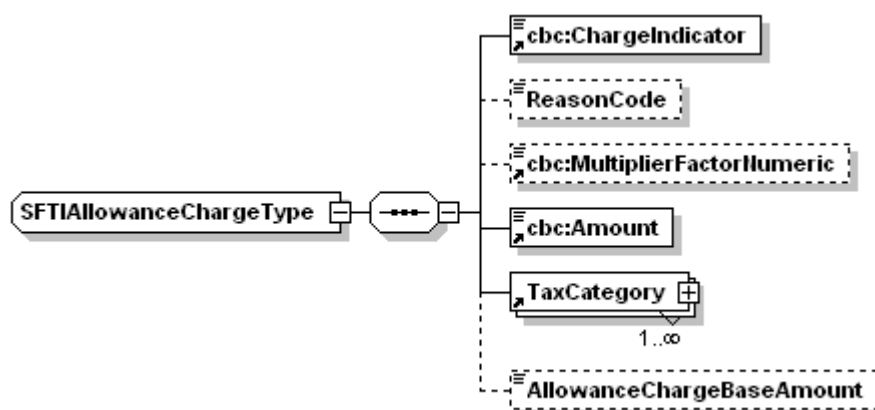 cbc:ChargeIndicator
ReasonCode
cbc:MultiplierFactorNumeric
SFTIAllowanceChargeType
cbc:Amount
TaxCategory
1..∞
AllowanceChargeBaseAmount